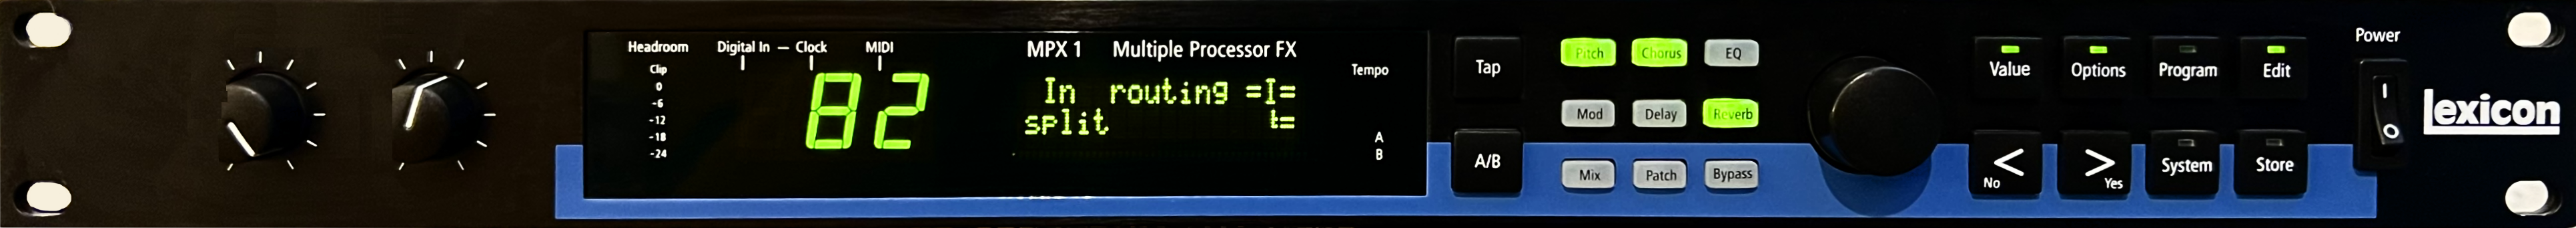 Headroom
Digital In — Clock
MIDI
Clip
0
-6
-12
-18
-24
82
MPX 1 Multiple Processor FX
In routing =I=
split t=
Tempo
A
B
Tap
A/B
Pitch Chorus EQ
Mod Delay Reverb
Mix Patch Bypass
Value Options Program Edit
< No
> Yes
System Store
Power
I
O
lexicon